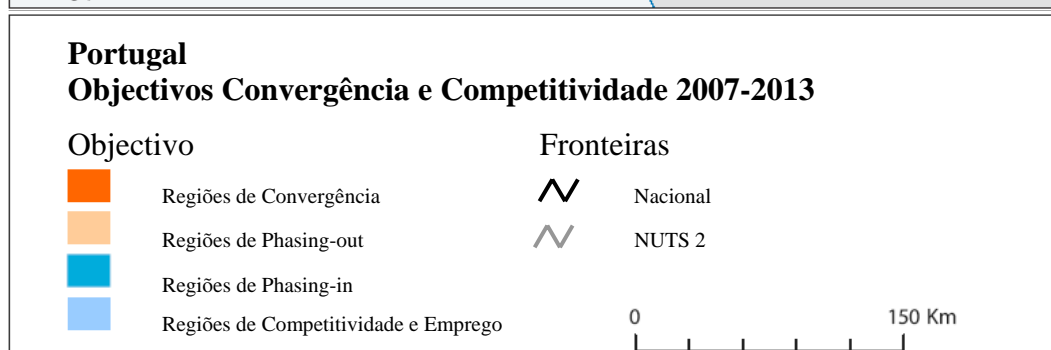 Portugal
Objectivos Convergência e Competitividade 2007-2013
Objectivo
Regiões de Convergência
Regiões de Phasing-out
Regiões de Phasing-in
Regiões de Competitividade e Emprego
Fronteiras
Nacional
NUTS 2
0 150 Km